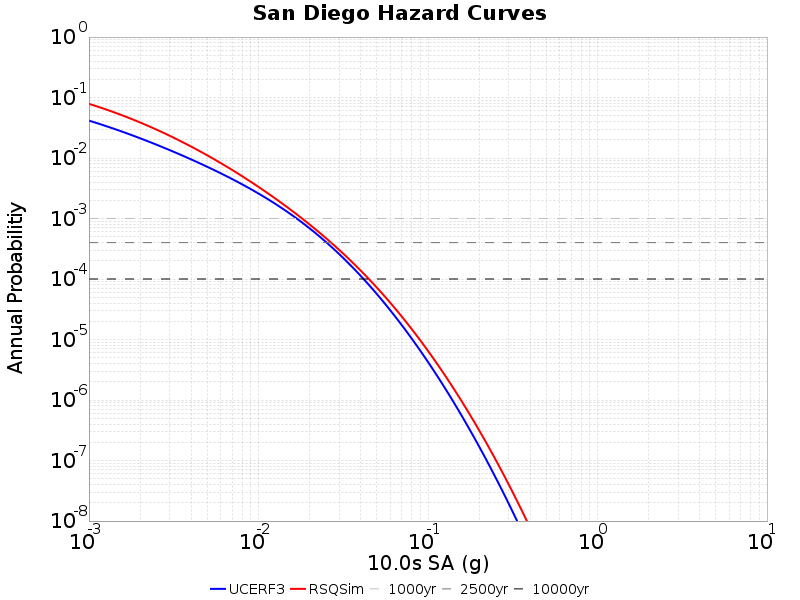 San Diego Hazard Curves
10^0
10^-1
10^-2
10^-3
10^-4
10^-5
10^-6
10^-7
10^-8
Annual Probabilitiy
10^-3 10^-2 10^-1 10^0 10^1
10.0s SA (g)
UCERF3 RSQSim 1000yr 2500yr 10000yr